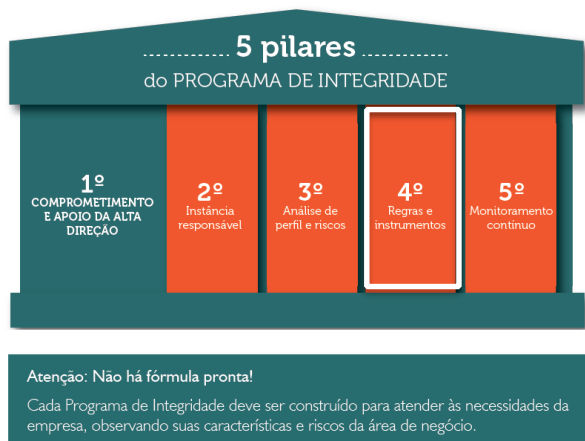 5 pilares
do PROGRAMA DE INTEGRIDADE
1º
COMPROMETIMENTO
E APOIO DA ALTA
DIREÇÃO
2º
Instância
responsável
3º
Análise de
perfil e riscos
4º
Regras e
instrumentos
5º
Monitoramento
contínuo
Atenção: Não há fórmula pronta!
Cada Programa de Integridade deve ser construído para atender às necessidades da
empresa, observando suas características e riscos da área de negócio.